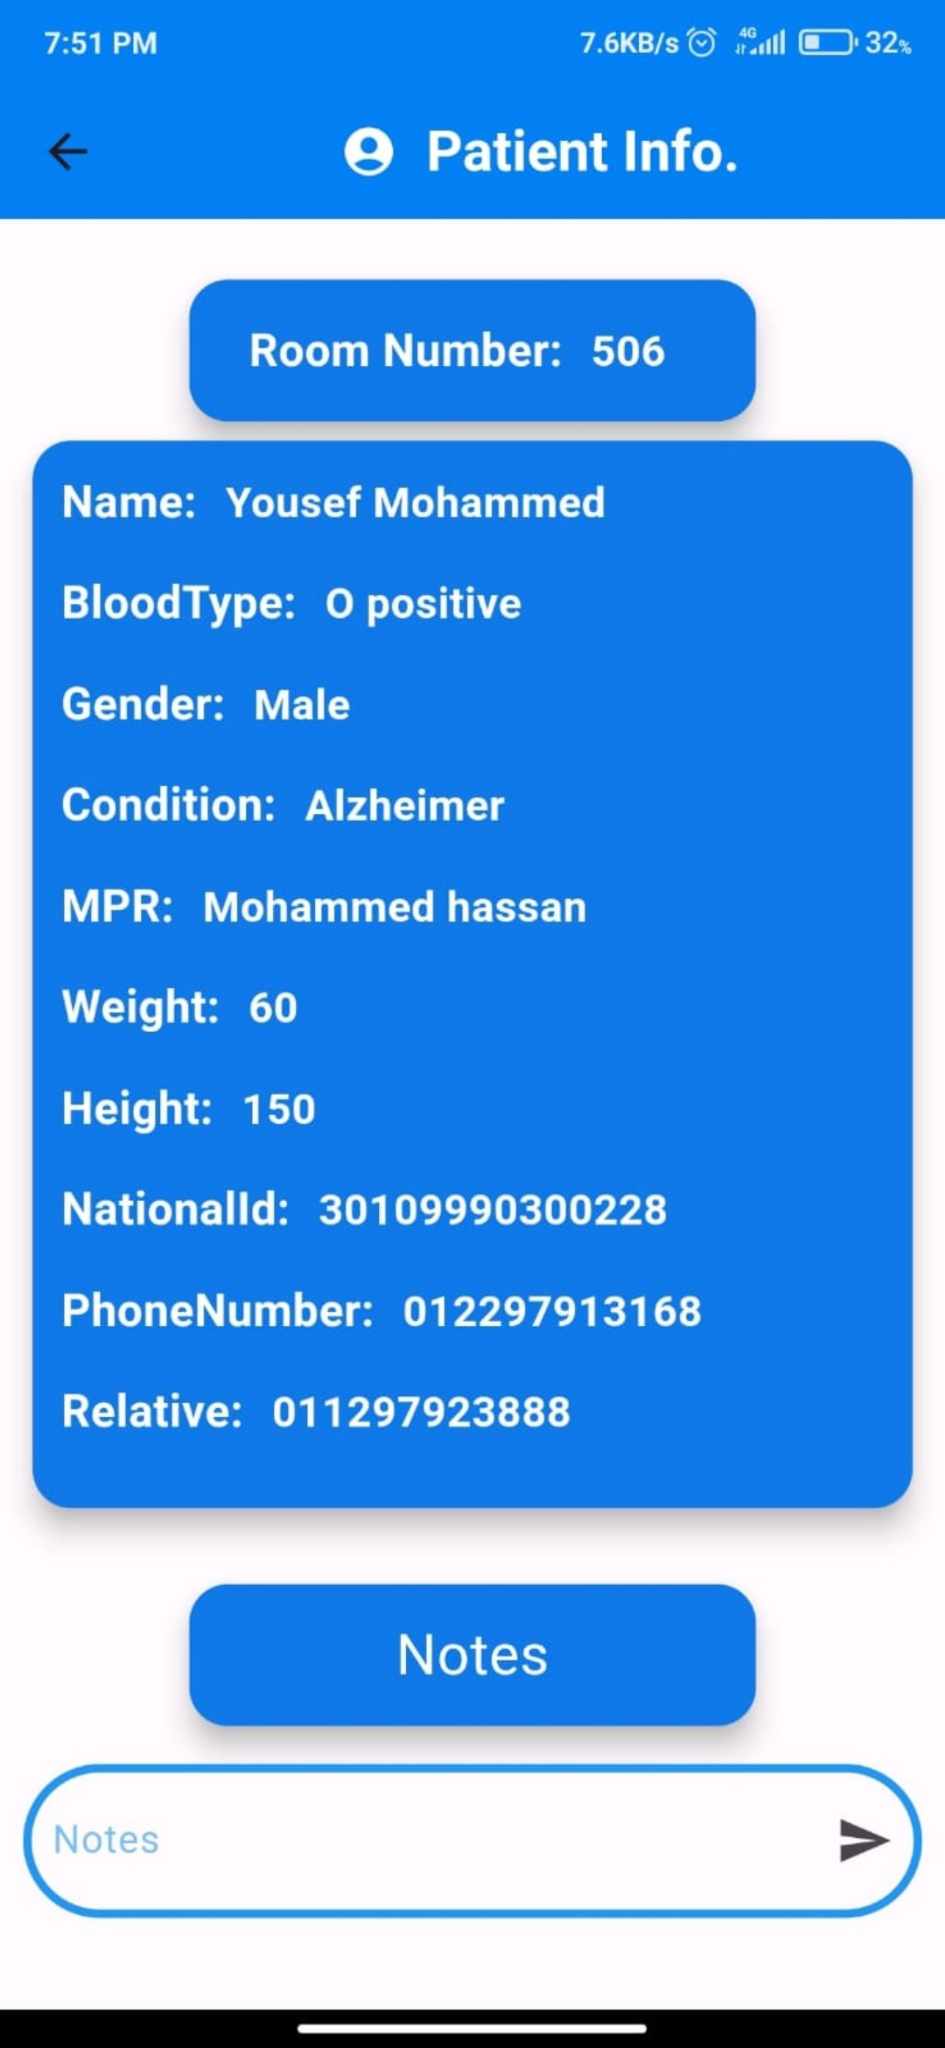 7:51 PM 7.6KB/s 4G 32%
Patient Info.
Room Number: 506
Name: Yousef Mohammed
BloodType: O positive
Gender: Male
Condition: Alzheimer
MPR: Mohammed hassan
Weight: 60
Height: 150
NationalId: 30109990300228
PhoneNumber: 012297913168
Relative: 011297923888
Notes
Notes